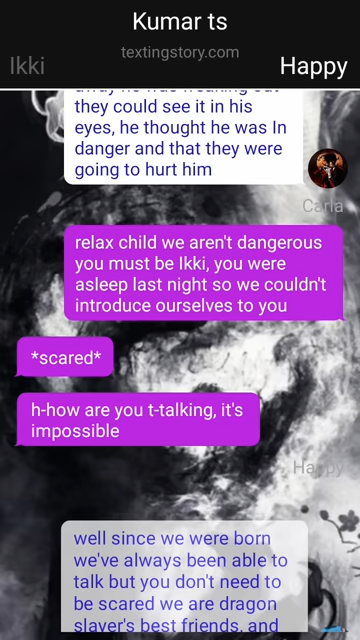 Kumar ts
textingstory.com
Ikki
Happy
they could see it in his
eyes, he thought he was In
danger and that they were
going to hurt him
Carla
relax child we aren't dangerous
you must be Ikki, you were
asleep last night so we couldn't
introduce ourselves to you
*scared*
h-how are you t-talking, it's
impossible
Happy
well since we were born
we've always been able to
talk but you don't need to
be scared we are dragon
slayer's best friends, and